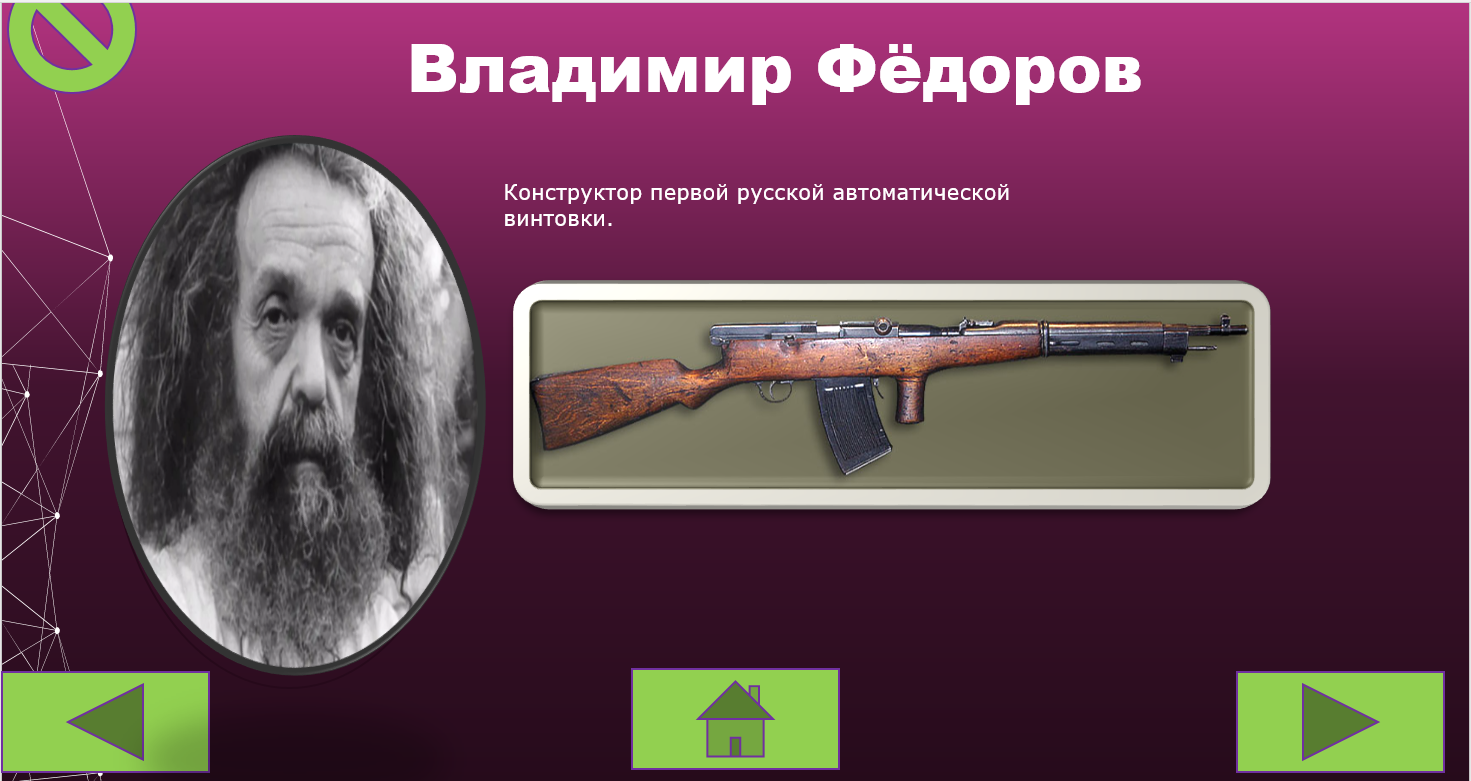 Владимир Фёдоров
Конструктор первой русской автоматической
винтовки.